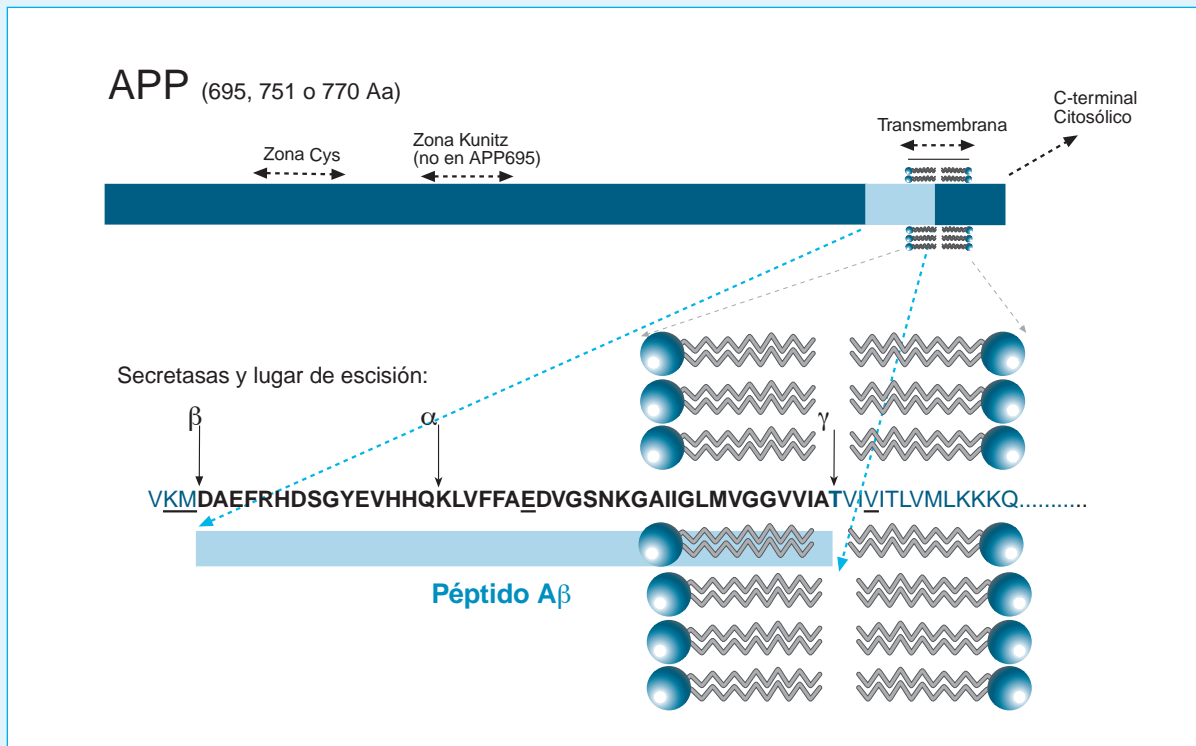 APP (695, 751 o 770 Aa)
C-terminal
Citosólico
Transmembrana
Zona Kunitz
(no en APP695)
Zona Cys
Secretasas y lugar de escisión:
β
α
γ
VKMDAEFRHDSGYEVHHQKLVFFAEDVGSNKGAIIGLMVGGVVIATVIVITLVMLKKKQ...........
Péptido Aβ